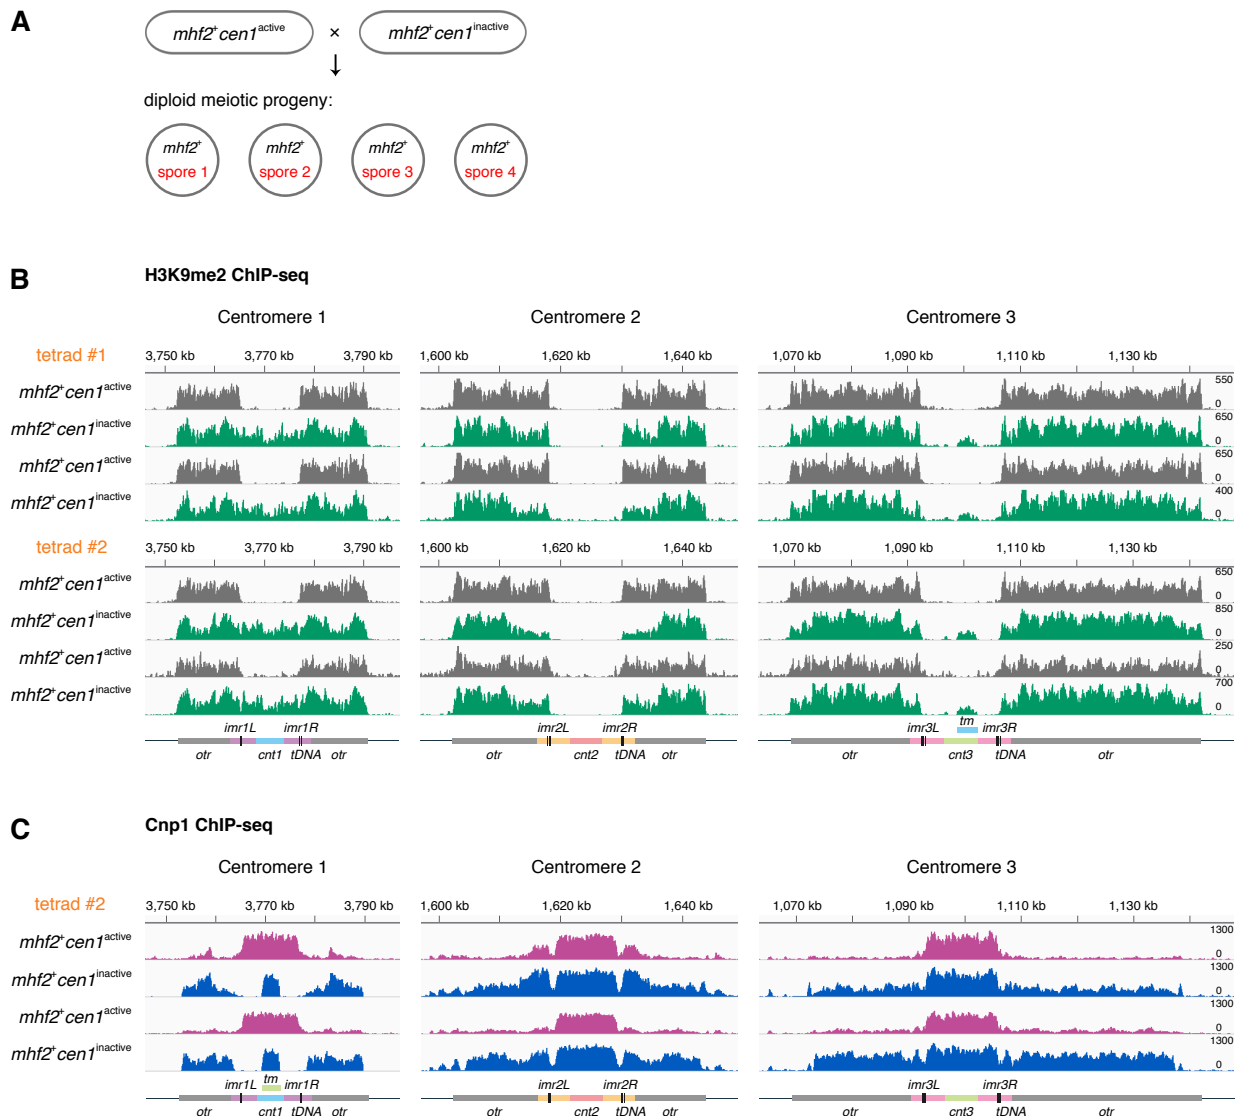 A
mhf2+ cen1active × mhf2+ cen1inactive
diploid meiotic progeny:
mhf2+ mhf2+ mhf2+ mhf2+
spore 1 spore 2 spore 3 spore 4
B
H3K9me2 ChIP-seq
Centromere 1 Centromere 2 Centromere 3
tetrad #1 3,750 kb 3,770 kb 3,790 kb 1,600 kb 1,620 kb 1,640 kb 1,070 kb 1,090 kb 1,110 kb 1,130 kb
mhf2+ cen1active 550 0
mhf2+ cen1inactive 650 0
mhf2+ cen1active 650 0
mhf2+ cen1inactive 400 0
tetrad #2 3,750 kb 3,770 kb 3,790 kb 1,600 kb 1,620 kb 1,640 kb 1,070 kb 1,090 kb 1,110 kb 1,130 kb
mhf2+ cen1active 650 0
mhf2+ cen1inactive 850 0
mhf2+ cen1active 250 0
mhf2+ cen1inactive 700 0
tm
imr1L imr1R imr2L imr2R imr3L imr3R
otr cnt1 tDNA otr otr cnt2 tDNA otr otr cnt3 tDNA otr
C
Cnp1 ChIP-seq
Centromere 1 Centromere 2 Centromere 3
tetrad #2 3,750 kb 3,770 kb 3,790 kb 1,600 kb 1,620 kb 1,640 kb 1,070 kb 1,090 kb 1,110 kb 1,130 kb
mhf2+ cen1active 1300 0
mhf2+ cen1inactive 1300 0
mhf2+ cen1active 1300 0
mhf2+ cen1inactive 1300 0
imr1L tm imr1R imr2L imr2R imr3L imr3R
otr cnt1 tDNA otr otr cnt2 tDNA otr otr cnt3 tDNA otr